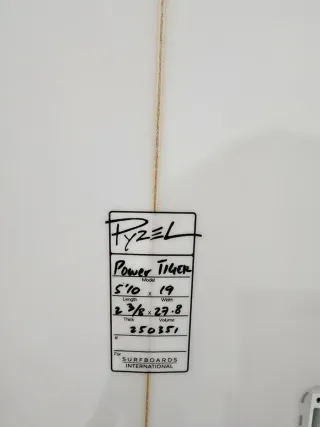 PYZEL
Power Tiger
Model
5'10 x 19
Length Width
2 3/8 x 27.8
Thick Volume
250351
#
For
SURFBOARDS
INTERNATIONAL